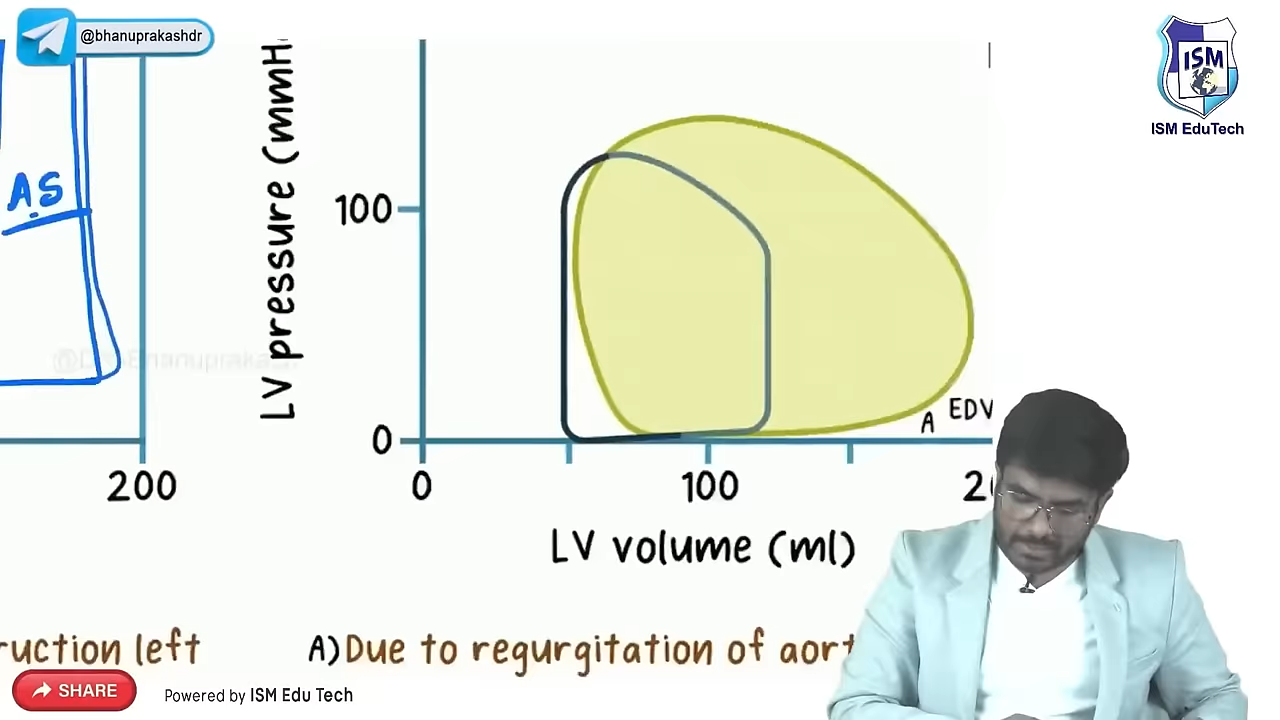 @bhanuprakashdr
ISM
ISM EduTech
AS
200
LV pressure (mmH
100
0
A EDV
0
100
LV volume (ml)
ruction left
A) Due to regurgitation of aort
SHARE
Powered by ISM Edu Tech